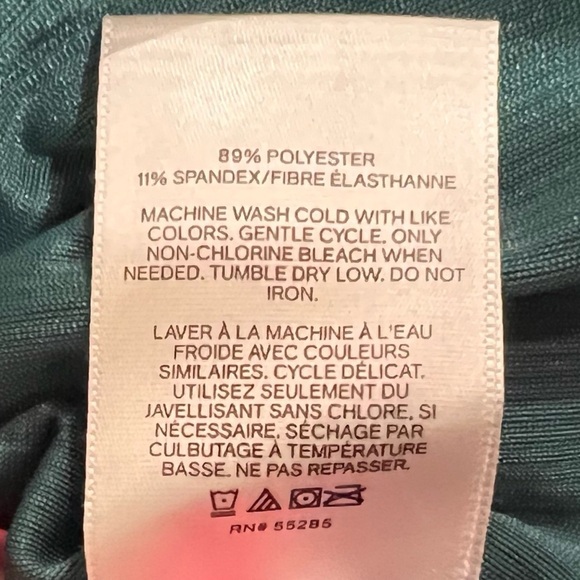 89% POLYESTER
11% SPANDEX/FIBRE ÉLASTHANNE
MACHINE WASH COLD WITH LIKE
COLORS. GENTLE CYCLE. ONLY
NON-CHLORINE BLEACH WHEN
NEEDED. TUMBLE DRY LOW. DO NOT
IRON.
LAVER À LA MACHINE À L'EAU
FROIDE AVEC COULEURS
SIMILAIRES. CYCLE DÉLICAT.
UTILISEZ SEULEMENT DU
JAVELLISANT SANS CHLORE, SI
NÉCESSAIRE. SÉCHAGE PAR
CULBUTAGE À TEMPÉRATURE
BASSE. NE PAS REPASSER.
RN# 55285